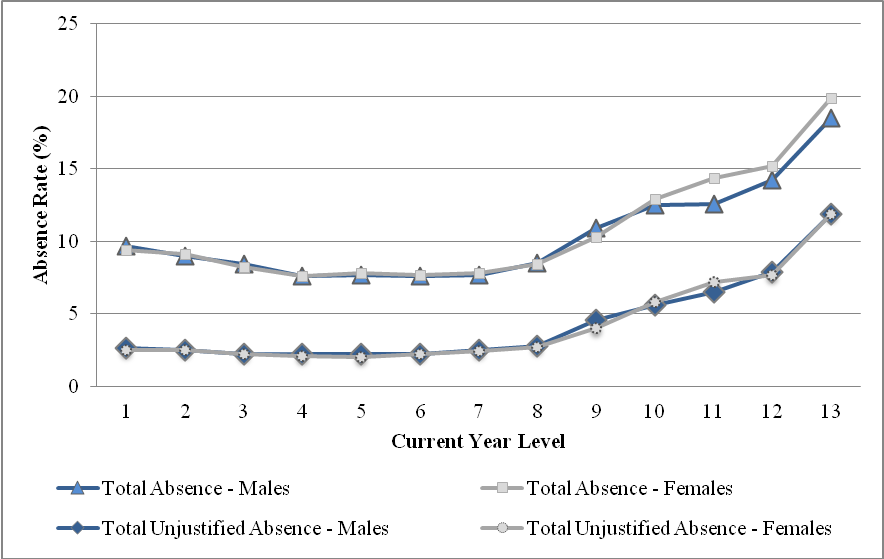 25
20
15
10
5
0
Absence Rate (%)
1 2 3 4 5 6 7 8 9 10 11 12 13
Current Year Level
Total Absence - Males
Total Absence - Females
Total Unjustified Absence - Males
Total Unjustified Absence - Females